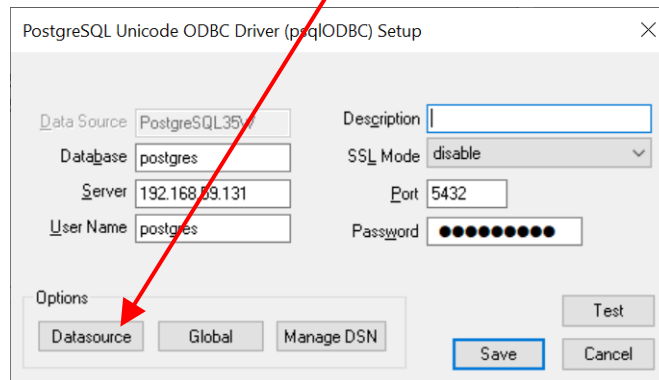 PostgreSQL Unicode ODBC Driver (psqlODBC) Setup
Data Source PostgreSQL35W Description
Database postgres SSL Mode disable
Server 192.168.59.131 Port 5432
User Name postgres Password ●●●●●●●●●
Options
Datasource Global Manage DSN Test
Save Cancel